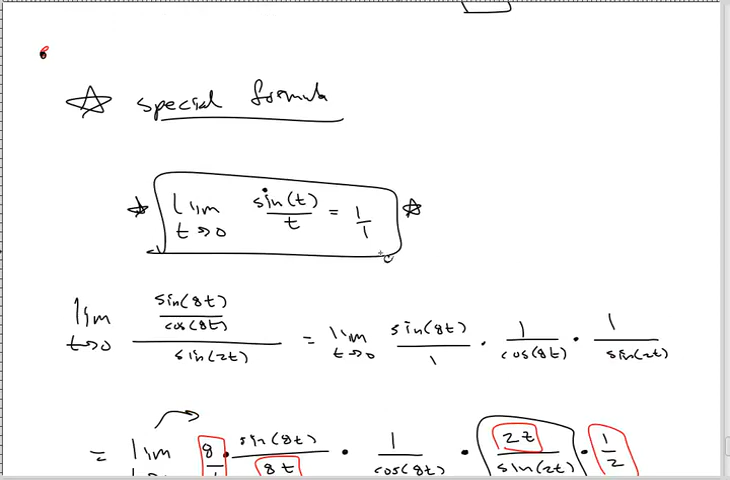 special formula
lim t→0 sin(t)/t = 1/1
lim t→0 (sin(8t)/cos(8t))/sin(2t) = lim t→0 sin(8t)/1 · 1/cos(8t) · 1/sin(2t)
= lim t→0 8/1 · sin(8t)/8t · 1/cos(8t) · 2t/sin(2t) · 1/2